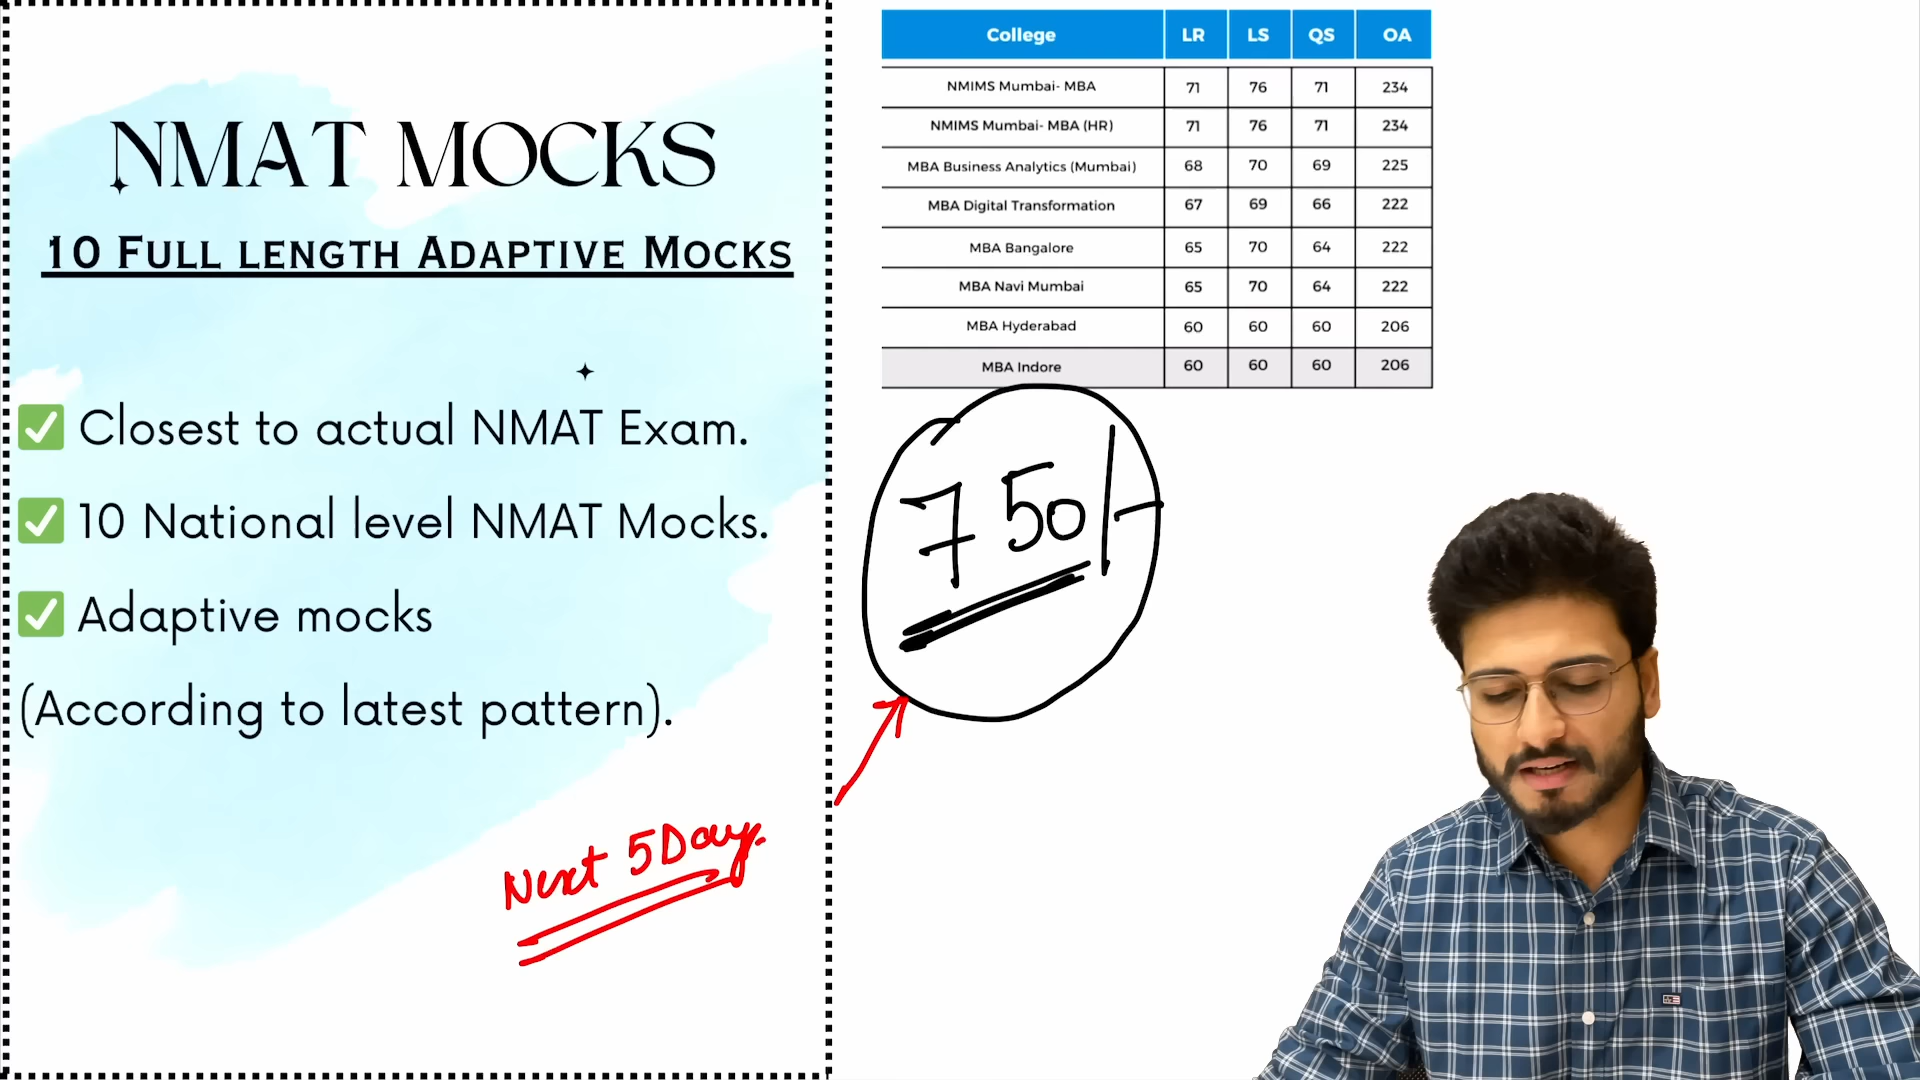 NMAT MOCKS
10 FULL LENGTH ADAPTIVE MOCKS
✅ Closest to actual NMAT Exam.
✅ 10 National level NMAT Mocks.
✅ Adaptive mocks
(According to latest pattern).
Next 5 Day.
College LR LS QS OA
NMIMS Mumbai- MBA 71 76 71 234
NMIMS Mumbai- MBA (HR) 71 76 71 234
MBA Business Analytics (Mumbai) 68 70 69 225
MBA Digital Transformation 67 69 66 222
MBA Bangalore 65 70 64 222
MBA Navi Mumbai 65 70 64 222
MBA Hyderabad 60 60 60 206
MBA Indore 60 60 60 206
750/-